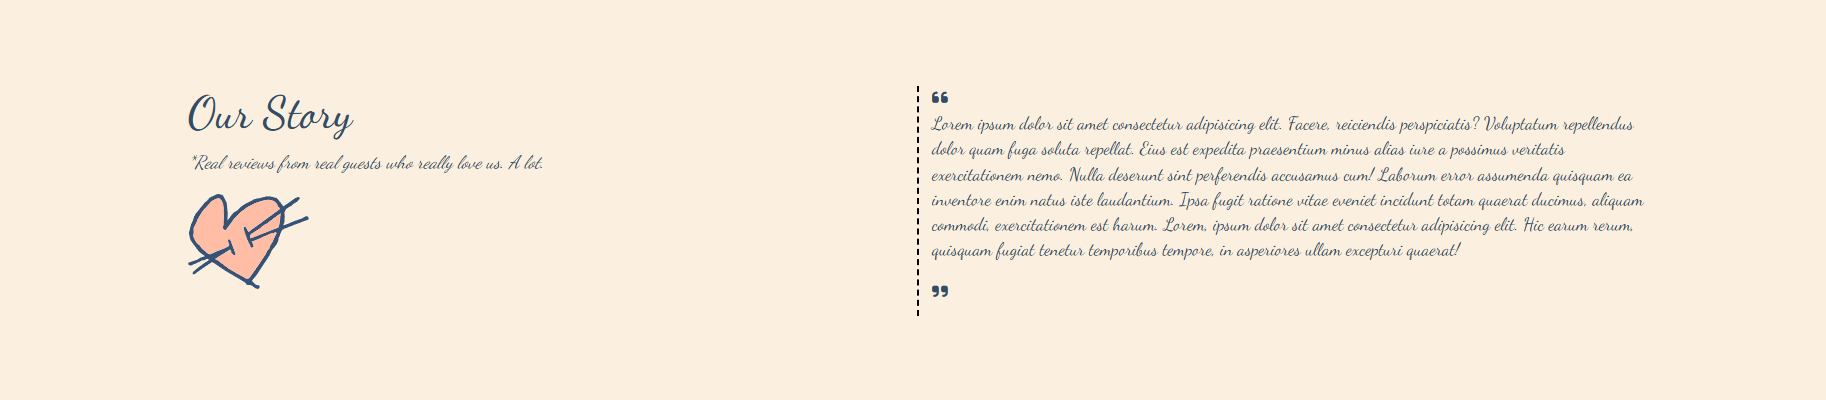 Our Story
*Real reviews from real guests who really love us. A lot.
❝
Lorem ipsum dolor sit amet consectetur adipisicing elit. Facere, reiciendis perspiciatis? Voluptatum repellendus
dolor quam fuga soluta repellat. Eius est expedita praesentium minus alias iure a possimus veritatis
exercitationem nemo. Nulla deserunt sint perferendis accusamus cum! Laborum error assumenda quisquam ea
inventore enim natus iste laudantium. Ipsa fugit ratione vitae eveniet incidunt totam quaerat ducimus, aliquam
commodi, exercitationem est harum. Lorem, ipsum dolor sit amet consectetur adipisicing elit. Hic earum rerum,
quisquam fugiat tenetur temporibus tempore, in asperiores ullam excepturi quaerat!
❞